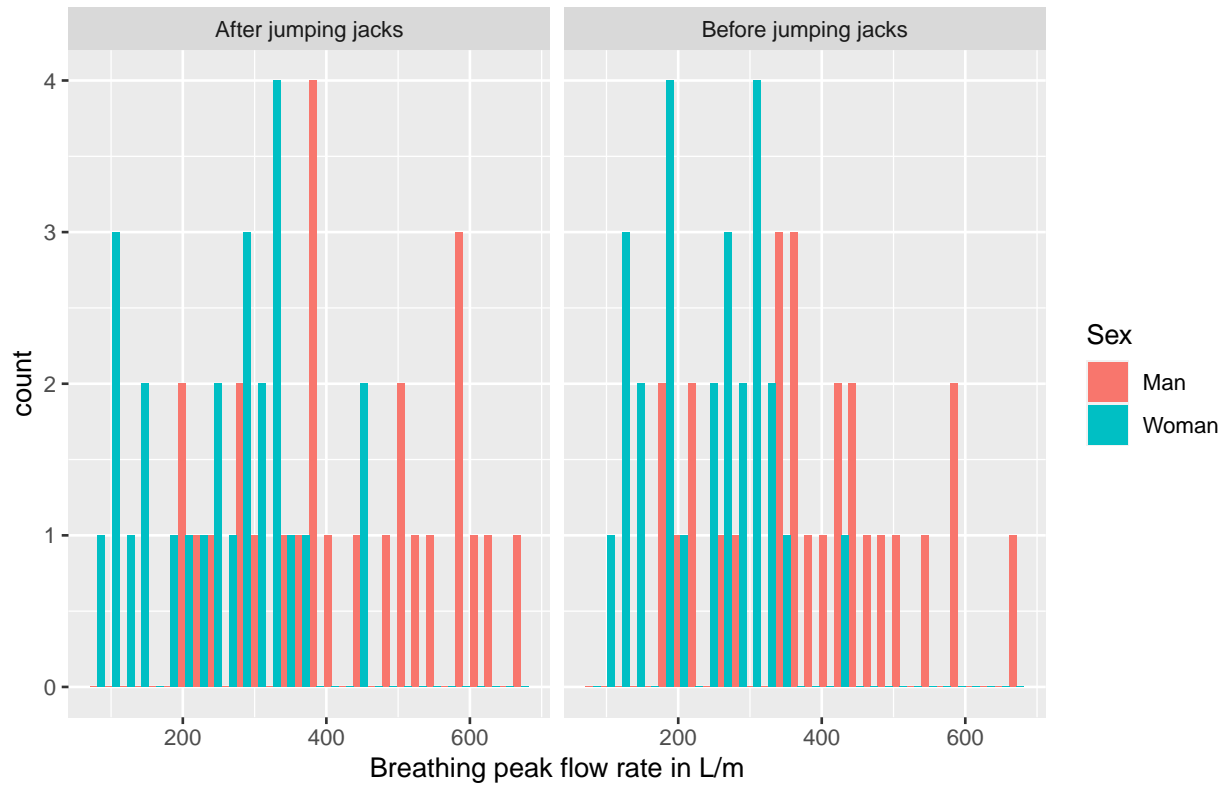 After jumping jacks
Before jumping jacks
4
3
2
1
0
count
200
400
600
200
400
600
Breathing peak flow rate in L/m
Sex
Man
Woman